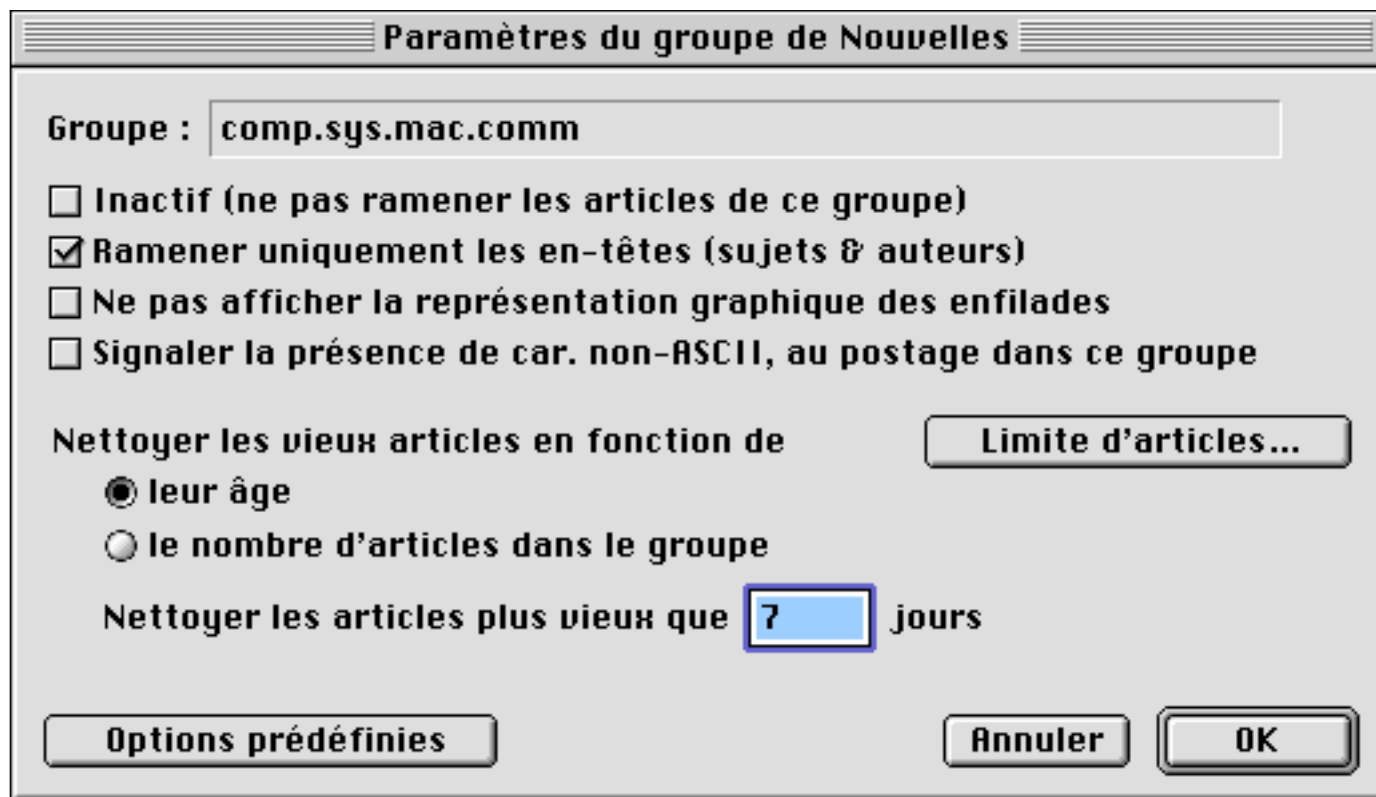 Paramètres du groupe de Nouvelles
Groupe : comp.sys.mac.comm
Inactif (ne pas ramener les articles de ce groupe)
Ramener uniquement les en-têtes (sujets & auteurs)
Ne pas afficher la représentation graphique des enfilades
Signaler la présence de car. non-ASCII, au postage dans ce groupe
Nettoyer les vieux articles en fonction de
Limite d'articles...
leur âge
le nombre d'articles dans le groupe
Nettoyer les articles plus vieux que 7 jours
Options prédéfinies
Annuler
OK